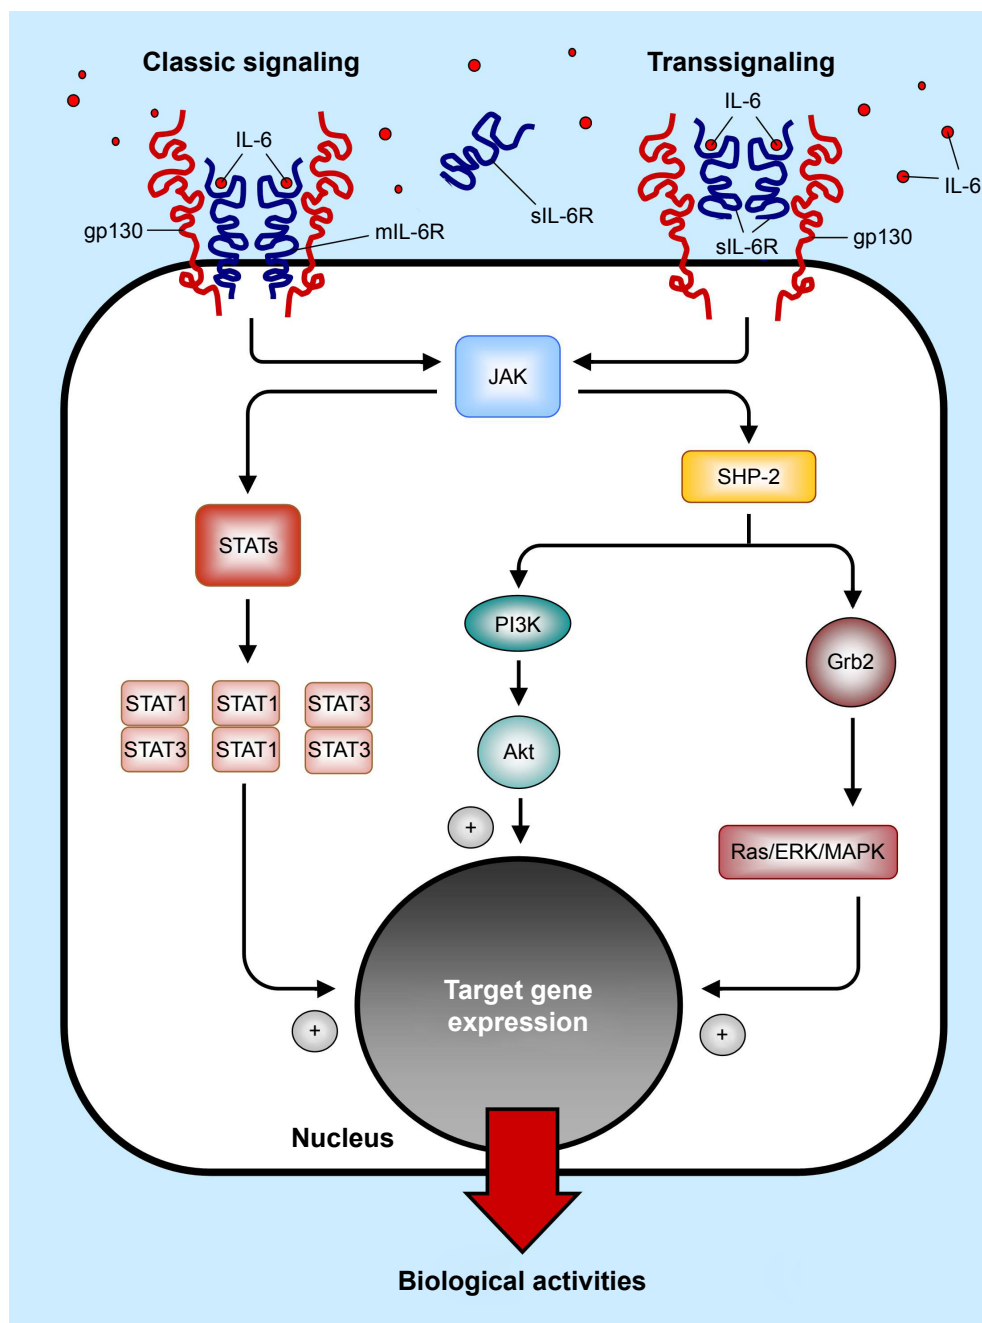 Classic signaling
Transsignaling
IL-6
IL-6
IL-6
sIL-6R
gp130
mIL-6R
sIL-6R
gp130
JAK
SHP-2
STATs
PI3K
Grb2
STAT1
STAT1
STAT3
STAT3
STAT1
STAT3
Akt
+
Ras/ERK/MAPK
Target gene
expression
+
+
Nucleus
Biological activities